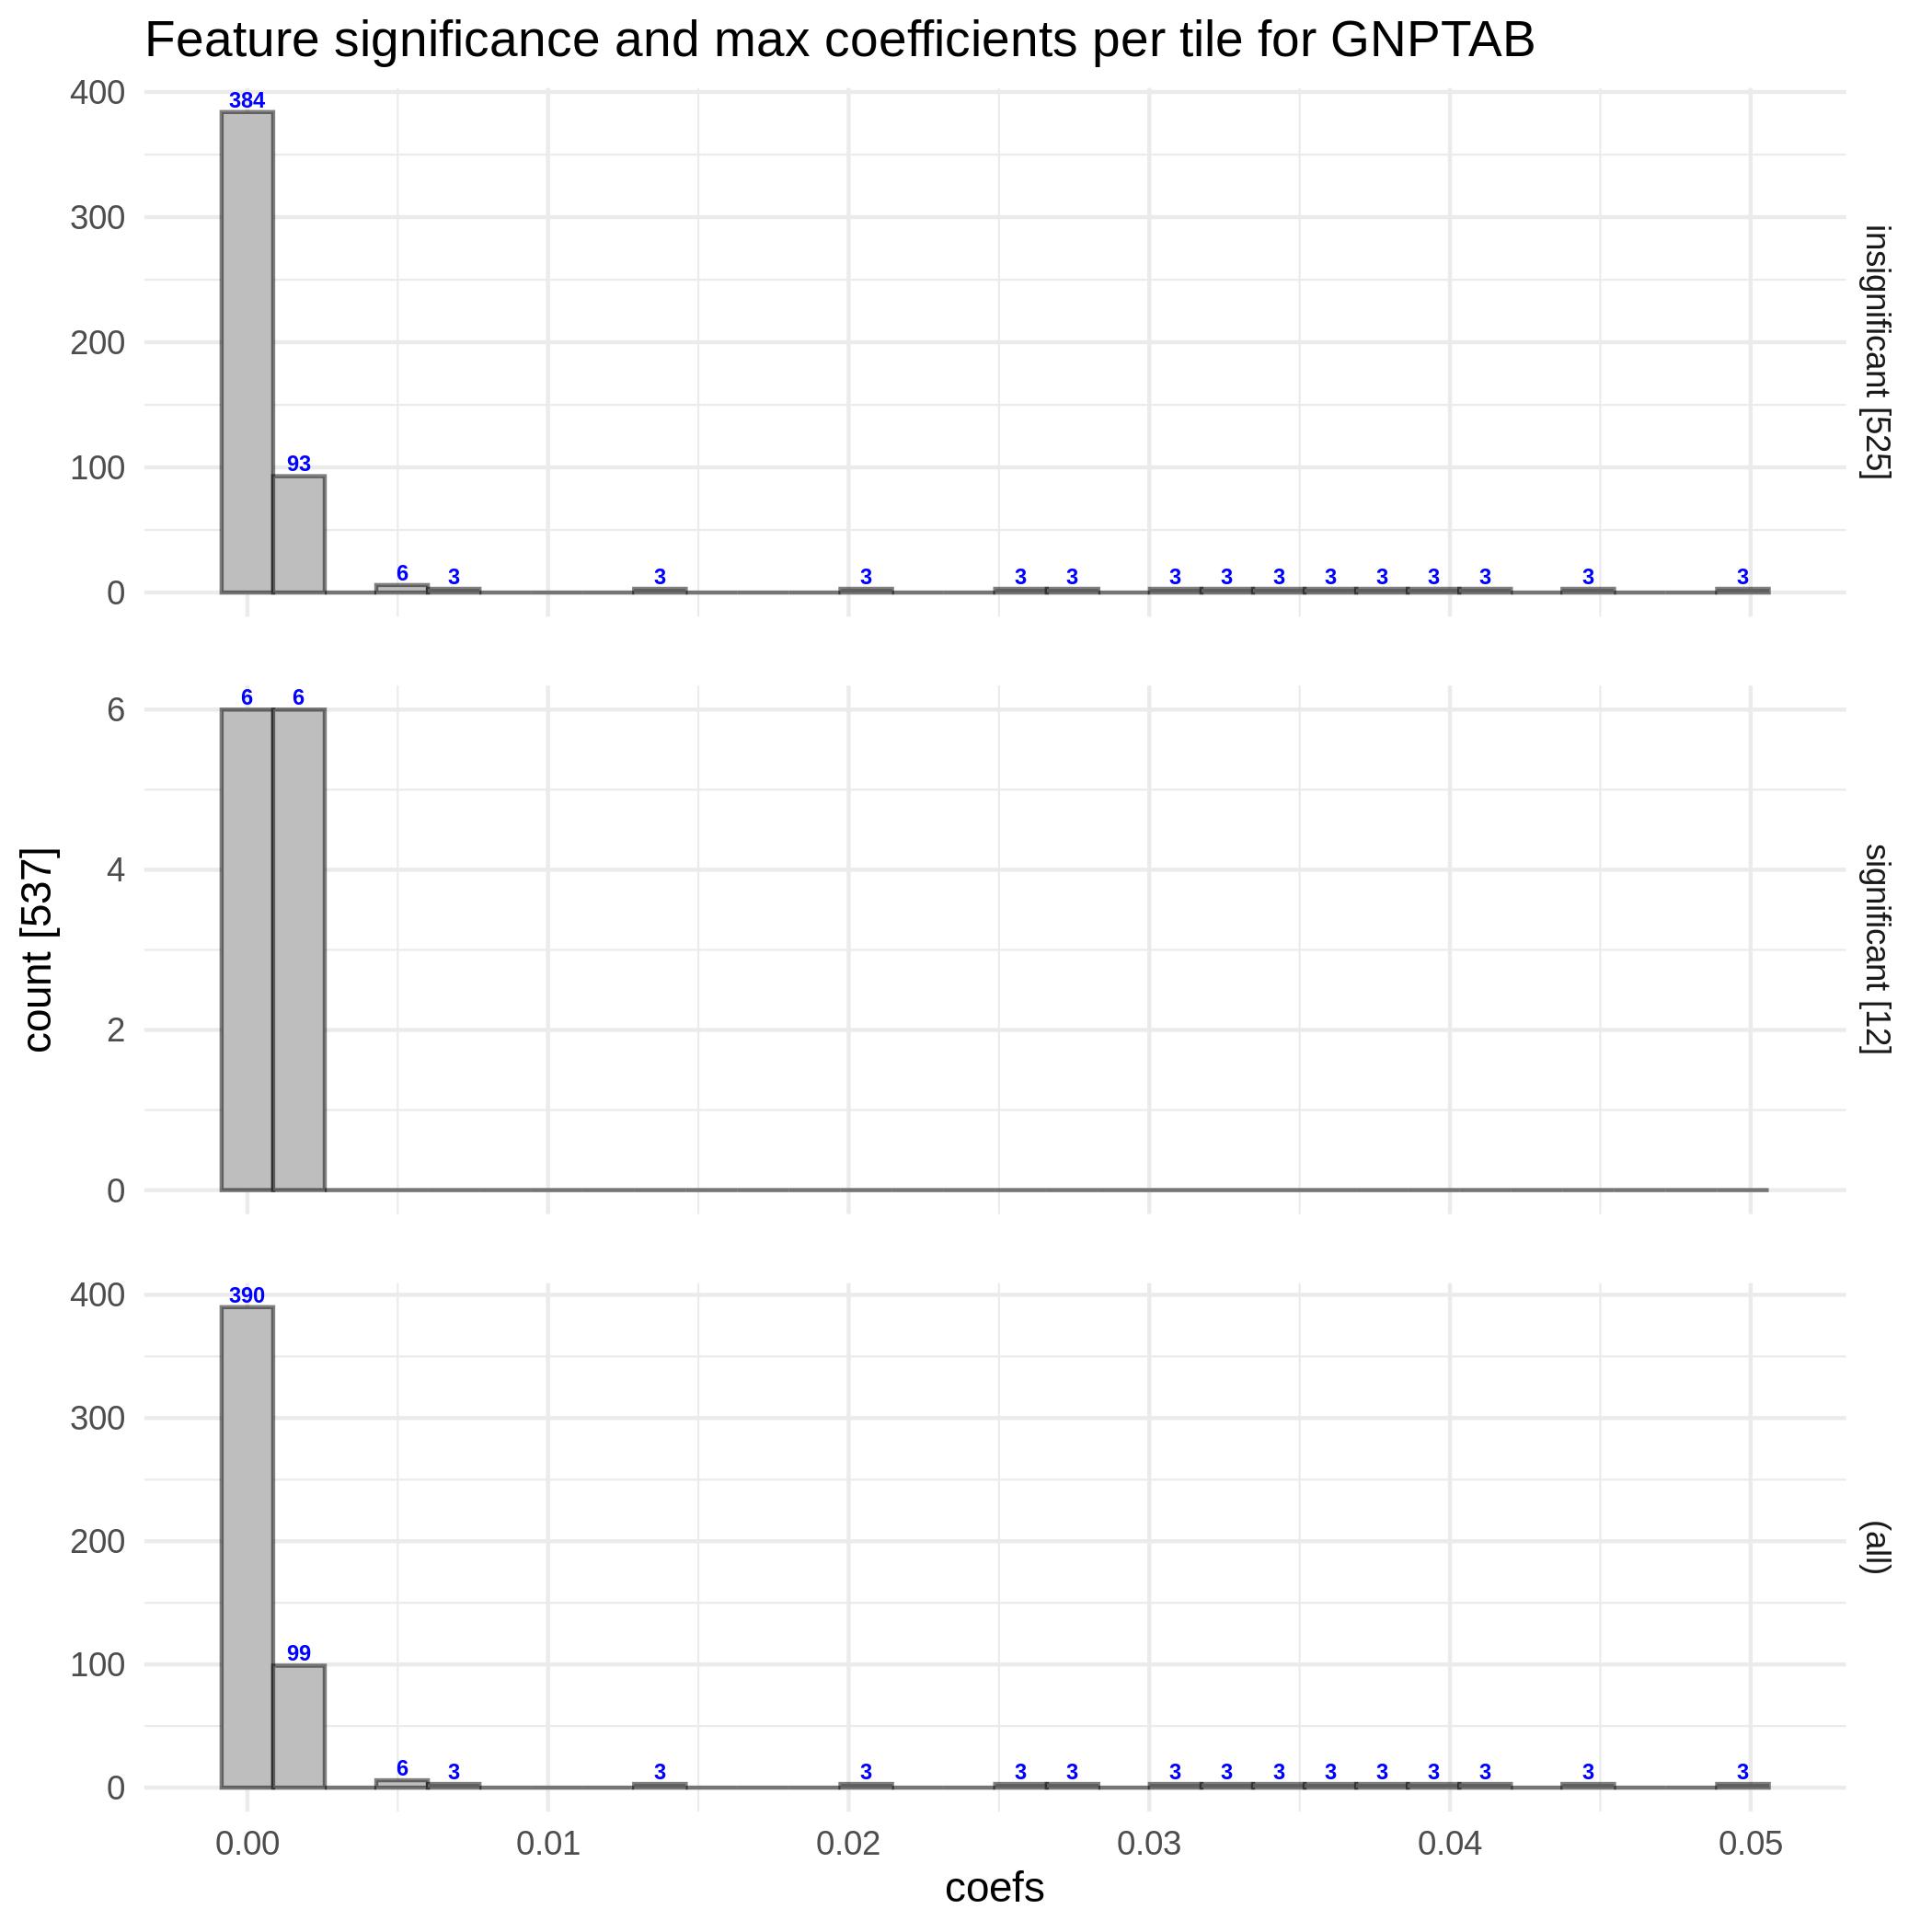 Feature significance and max coefficients per tile for GNPTAB
400
384
300
200
100
93
0
6 3 3 3 3 3 3 3 3 3 3 3 3 3 3
insignificant [525]
6
6 6
4
2
0
significant [12]
count [537]
400
390
300
200
100
99
0
6 3 3 3 3 3 3 3 3 3 3 3 3 3 3
(all)
0.00 0.01 0.02 0.03 0.04 0.05
coefs